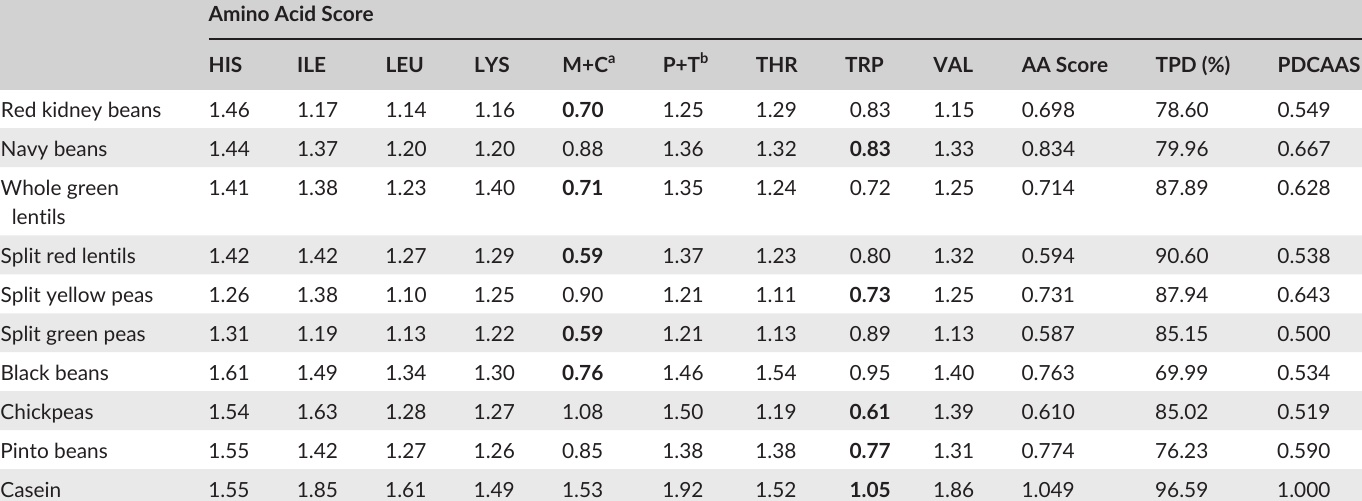 Amino Acid Score
HIS ILE LEU LYS M+Cᵃ P+Tᵇ THR TRP VAL AA Score TPD (%) PDCAAS
Red kidney beans 1.46 1.17 1.14 1.16 0.70 1.25 1.29 0.83 1.15 0.698 78.60 0.549
Navy beans 1.44 1.37 1.20 1.20 0.88 1.36 1.32 0.83 1.33 0.834 79.96 0.667
Whole green 1.41 1.38 1.23 1.40 0.71 1.35 1.24 0.72 1.25 0.714 87.89 0.628
lentils
Split red lentils 1.42 1.42 1.27 1.29 0.59 1.37 1.23 0.80 1.32 0.594 90.60 0.538
Split yellow peas 1.26 1.38 1.10 1.25 0.90 1.21 1.11 0.73 1.25 0.731 87.94 0.643
Split green peas 1.31 1.19 1.13 1.22 0.59 1.21 1.13 0.89 1.13 0.587 85.15 0.500
Black beans 1.61 1.49 1.34 1.30 0.76 1.46 1.54 0.95 1.40 0.763 69.99 0.534
Chickpeas 1.54 1.63 1.28 1.27 1.08 1.50 1.19 0.61 1.39 0.610 85.02 0.519
Pinto beans 1.55 1.42 1.27 1.26 0.85 1.38 1.38 0.77 1.31 0.774 76.23 0.590
Casein 1.55 1.85 1.61 1.49 1.53 1.92 1.52 1.05 1.86 1.049 96.59 1.000